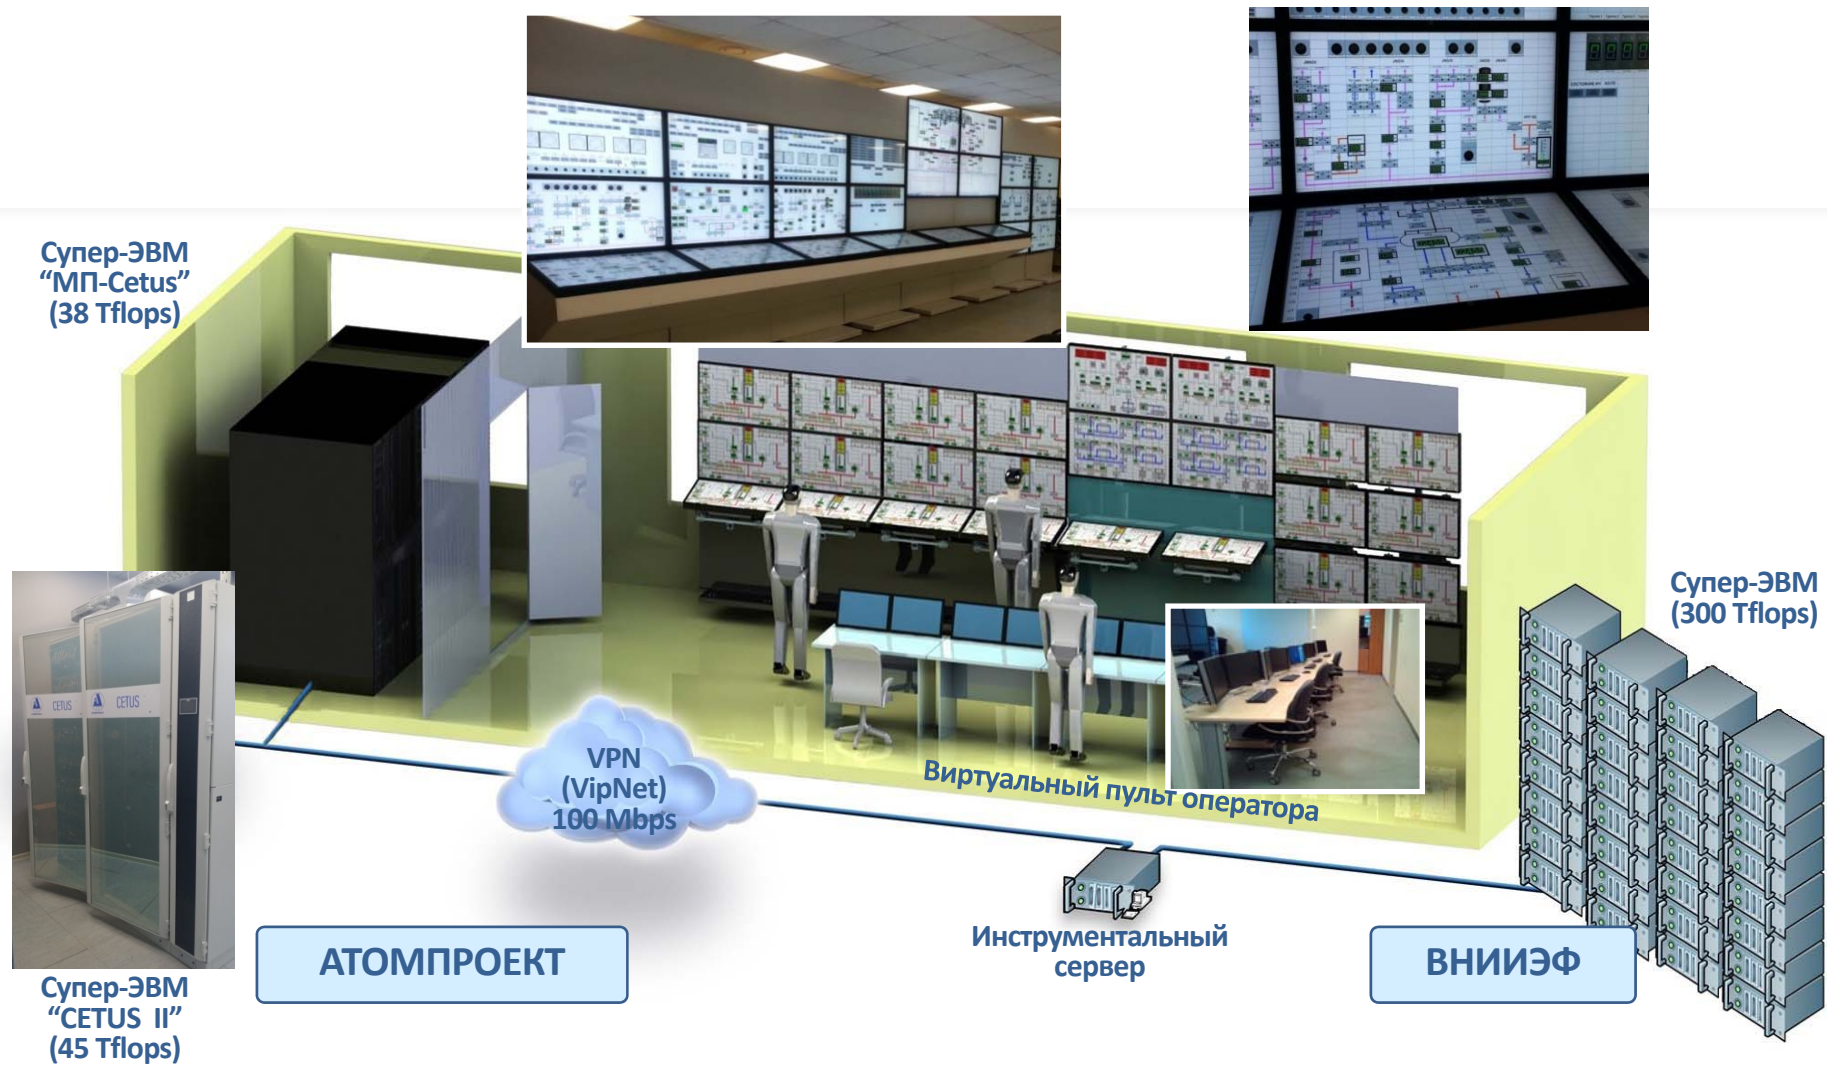 Супер-ЭВМ
“МП-Cetus”
(38 Tflops)
CETUS
CETUS
Супер-ЭВМ
“CETUS II”
(45 Tflops)
VPN
(VipNet)
100 Mbps
Виртуальный пульт оператора
Инструментальный
сервер
АТОМПРОЕКТ
ВНИИЭФ
Супер-ЭВМ
(300 Tflops)